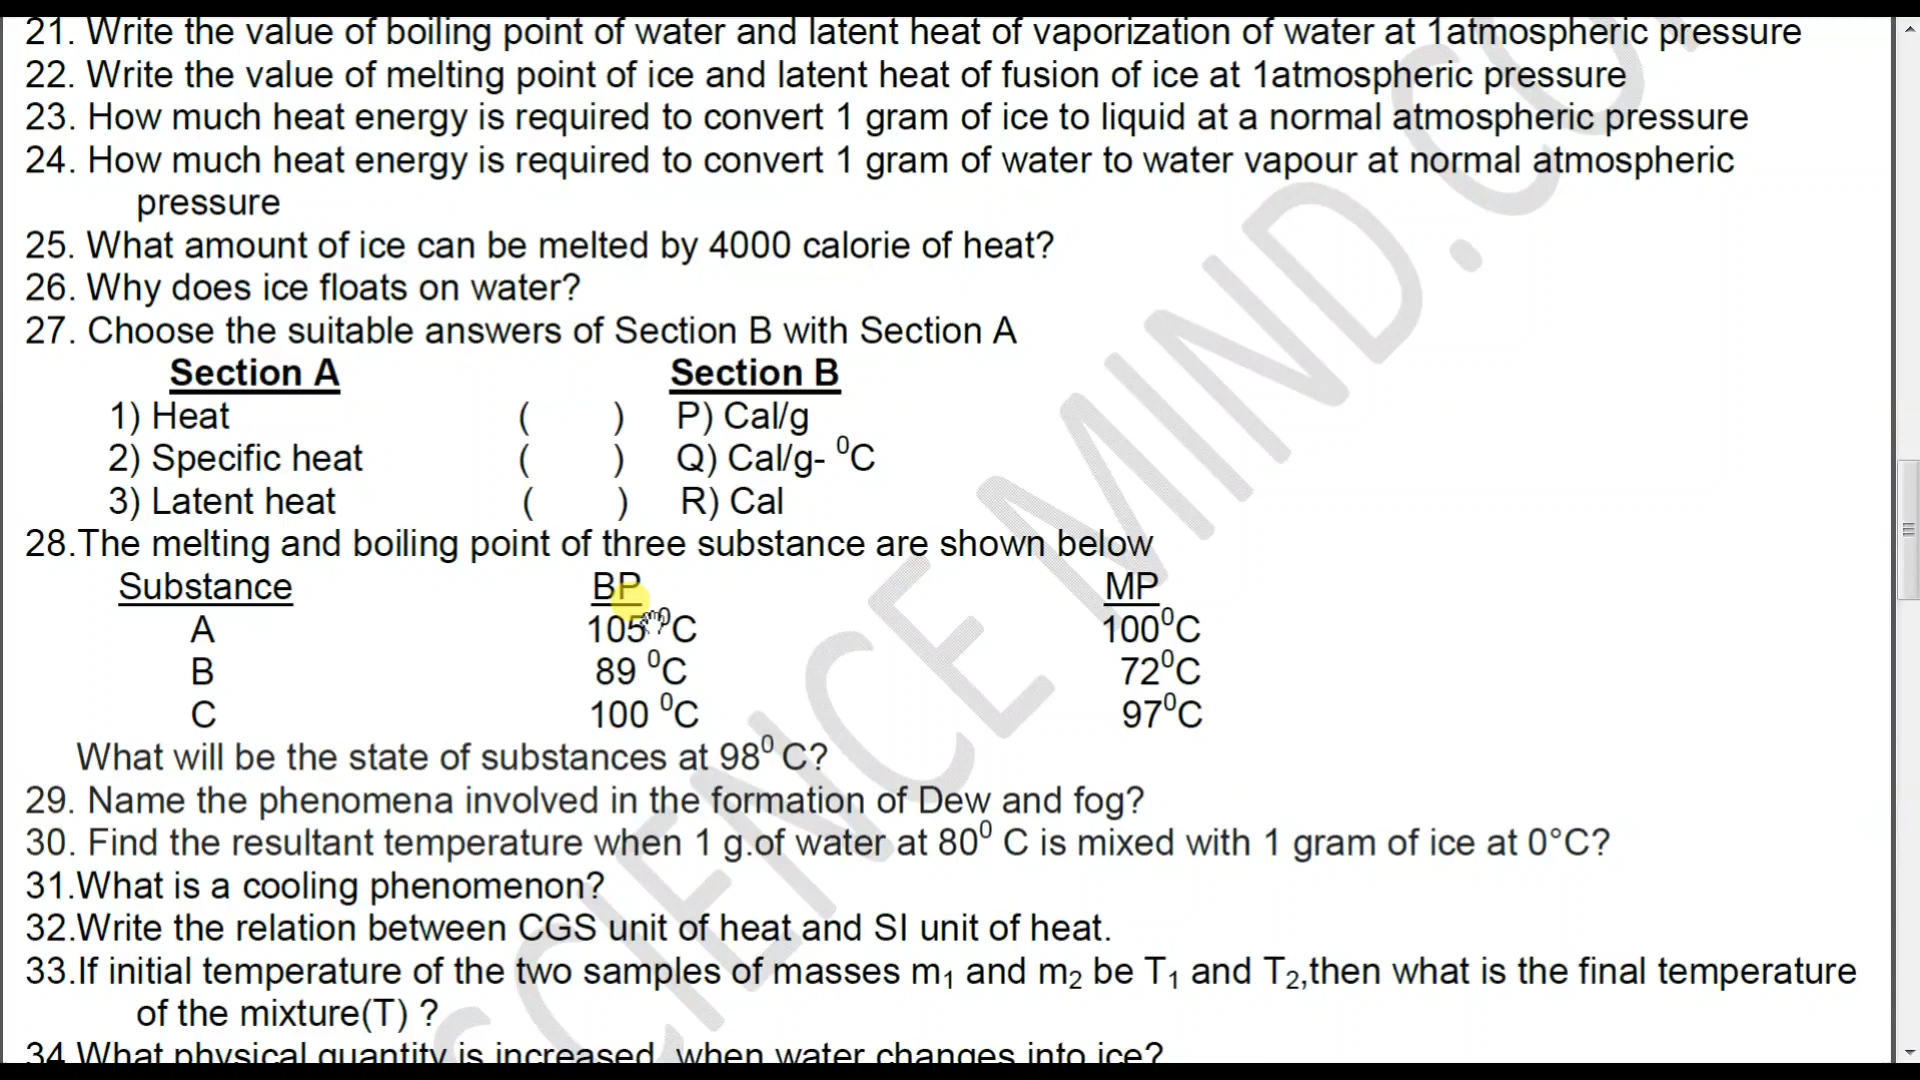 21. Write the value of boiling point of water and latent heat of vaporization of water at 1atmospheric pressure
22. Write the value of melting point of ice and latent heat of fusion of ice at 1atmospheric pressure
23. How much heat energy is required to convert 1 gram of ice to liquid at a normal atmospheric pressure
24. How much heat energy is required to convert 1 gram of water to water vapour at normal atmospheric
pressure
25. What amount of ice can be melted by 4000 calorie of heat?
26. Why does ice floats on water?
27. Choose the suitable answers of Section B with Section A
Section A Section B
1) Heat ( ) P) Cal/g
2) Specific heat ( ) Q) Cal/g- ⁰C
3) Latent heat ( ) R) Cal
28.The melting and boiling point of three substance are shown below
Substance BP MP
A 105 ⁰C 100⁰C
B 89 ⁰C 72⁰C
C 100 ⁰C 97⁰C
What will be the state of substances at 98⁰ C?
29. Name the phenomena involved in the formation of Dew and fog?
30. Find the resultant temperature when 1 g.of water at 80⁰ C is mixed with 1 gram of ice at 0°C?
31.What is a cooling phenomenon?
32.Write the relation between CGS unit of heat and SI unit of heat.
33.If initial temperature of the two samples of masses m₁ and m₂ be T₁ and T₂,then what is the final temperature
of the mixture(T) ?
34.What physical quantity is increased, when water changes into ice?
SCIENCE MIND.CO